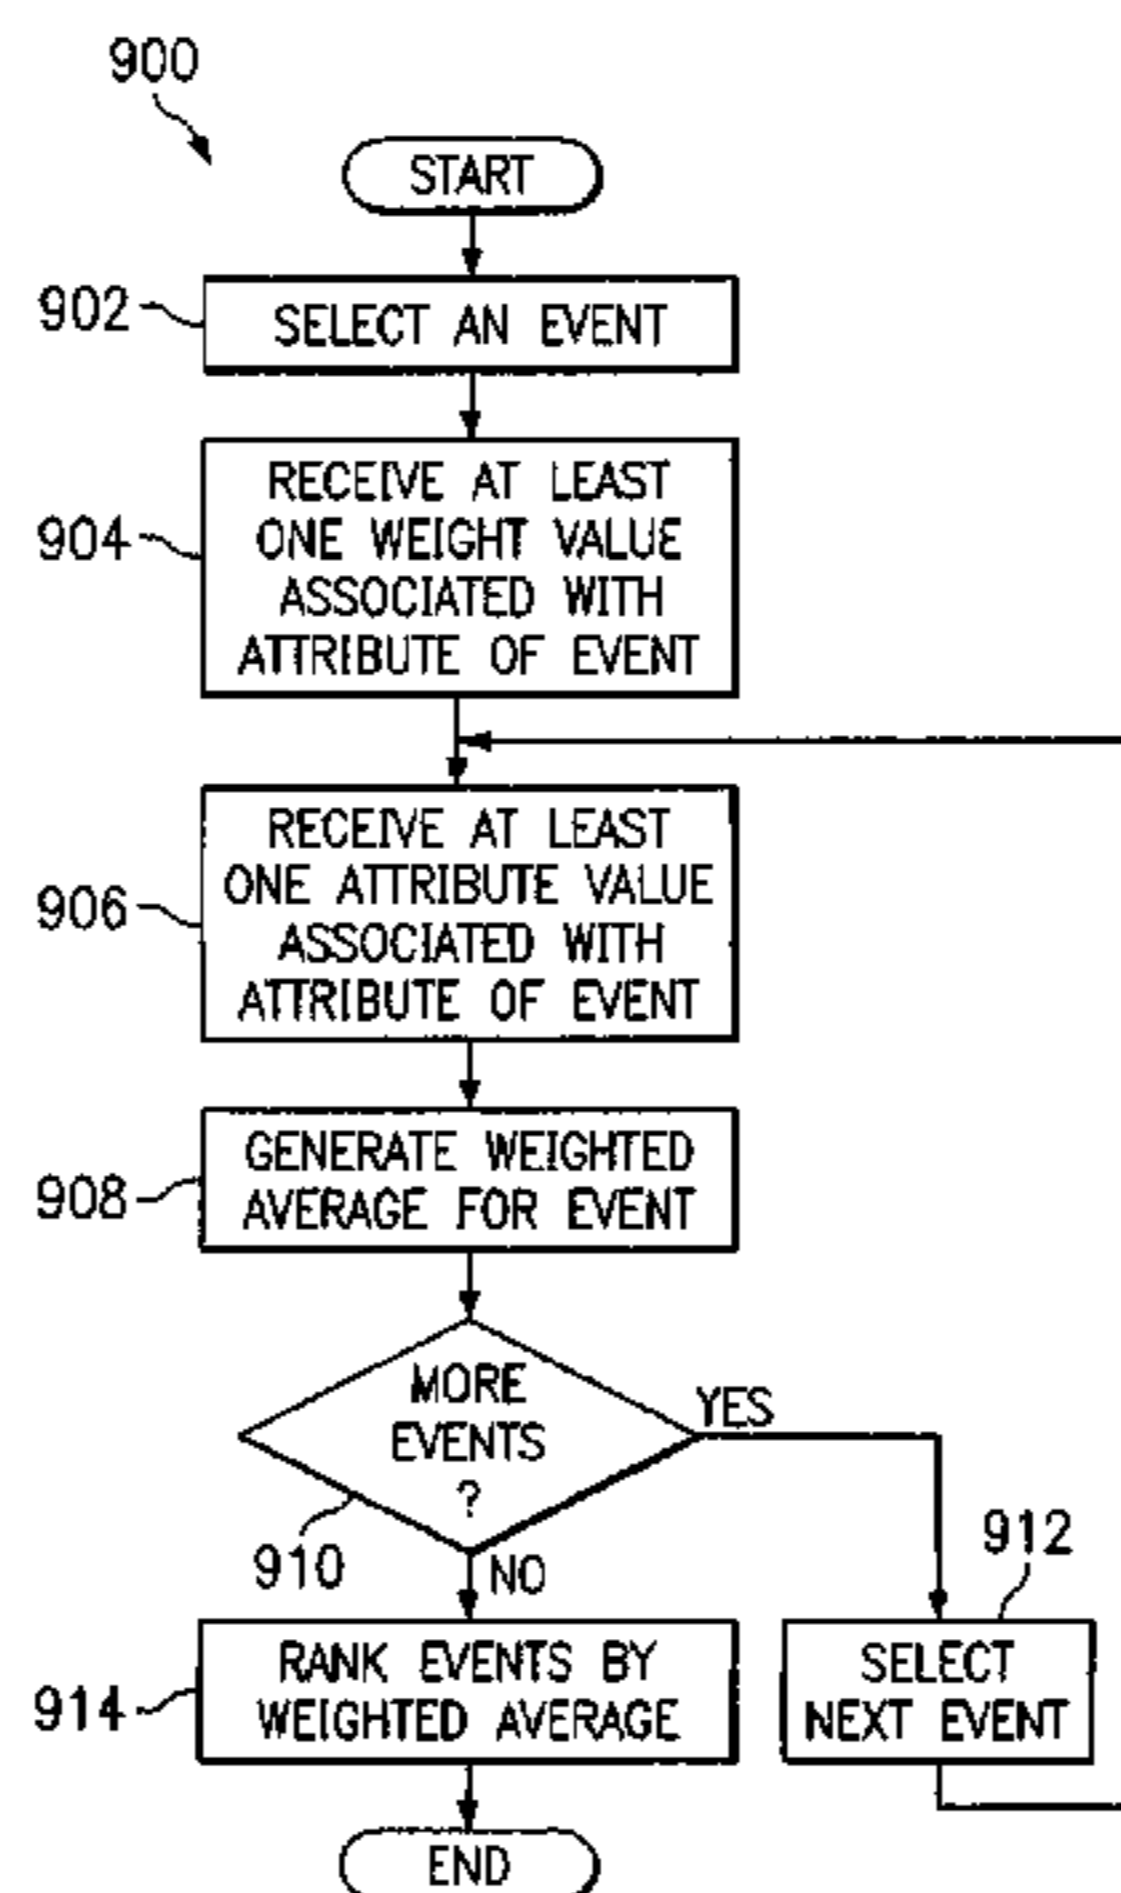 900
START
902
SELECT AN EVENT
904
RECEIVE AT LEAST
ONE WEIGHT VALUE
ASSOCIATED WITH
ATTRIBUTE OF EVENT
906
RECEIVE AT LEAST
ONE ATTRIBUTE VALUE
ASSOCIATED WITH
ATTRIBUTE OF EVENT
908
GENERATE WEIGHTED
AVERAGE FOR EVENT
MORE
EVENTS
?
YES
910
NO
912
914
RANK EVENTS BY
WEIGHTED AVERAGE
SELECT
NEXT EVENT
END